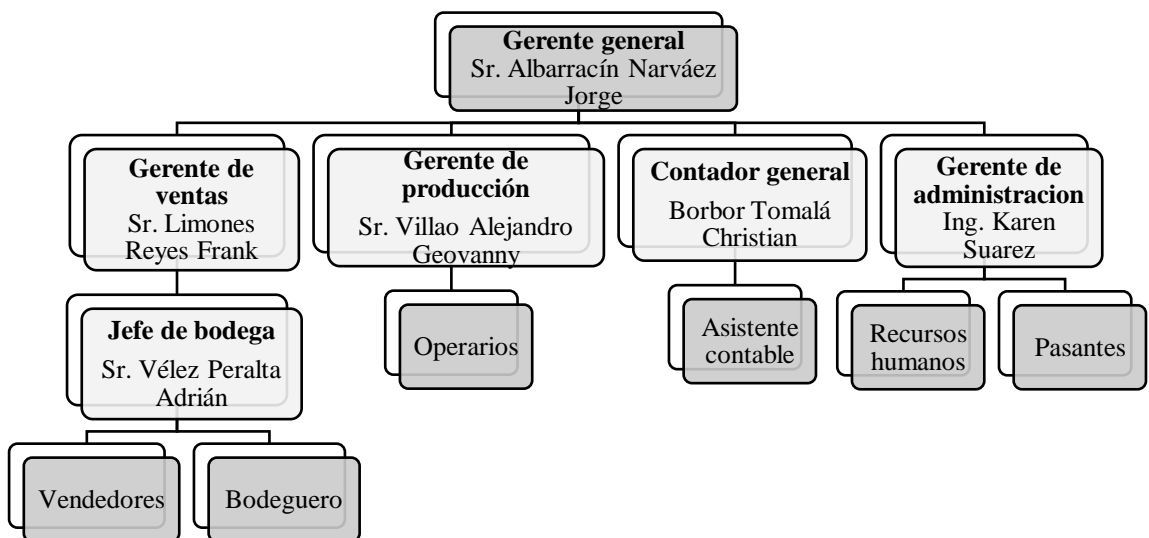 Gerente general
Sr. Albarracín Narváez
Jorge
Gerente de
ventas
Sr. Limones
Reyes Frank
Gerente de
producción
Sr. Villao Alejandro
Geovanny
Contador general
Borbor Tomalá
Christian
Gerente de
administracion
Ing. Karen
Suarez
Jefe de bodega
Sr. Vélez Peralta
Adrián
Operarios
Asistente
contable
Recursos
humanos
Pasantes
Vendedores
Bodeguero